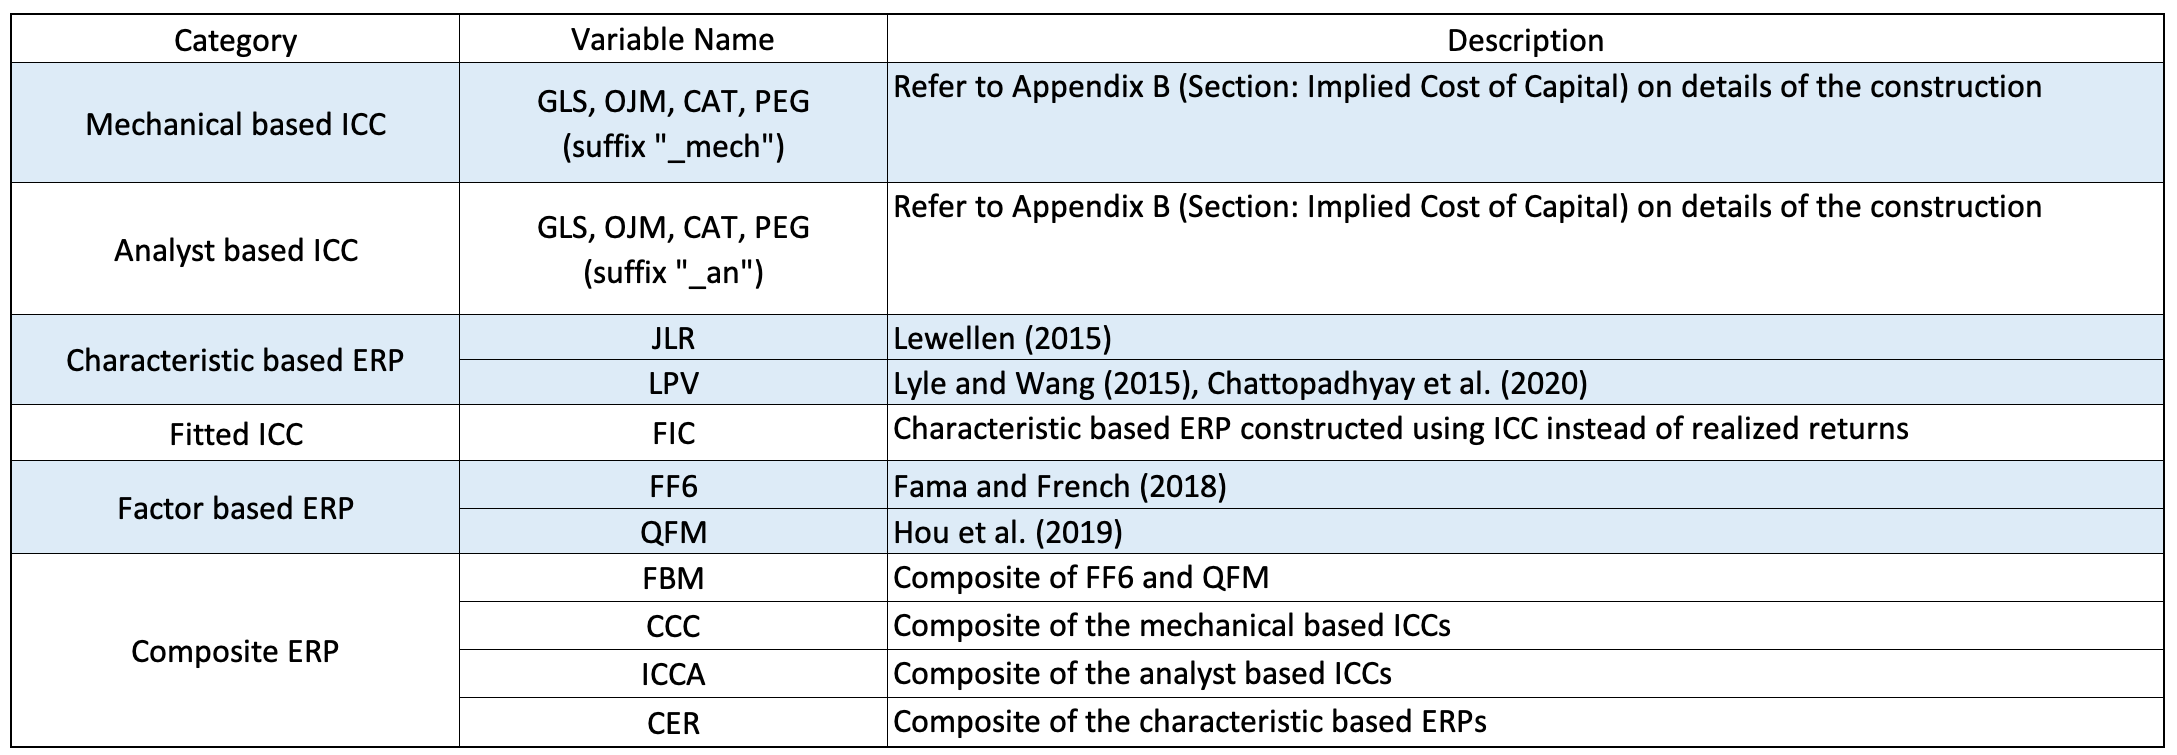 Category Variable Name Description
Mechanical based ICC
GLS, OJM, CAT, PEG
(suffix "_mech")
Refer to Appendix B (Section: Implied Cost of Capital) on details of the construction
Analyst based ICC
GLS, OJM, CAT, PEG
(suffix "_an")
Refer to Appendix B (Section: Implied Cost of Capital) on details of the construction
Characteristic based ERP
JLR Lewellen (2015)
LPV Lyle and Wang (2015), Chattopadhyay et al. (2020)
Fitted ICC FIC Characteristic based ERP constructed using ICC instead of realized returns
Factor based ERP
FF6 Fama and French (2018)
QFM Hou et al. (2019)
Composite ERP
FBM Composite of FF6 and QFM
CCC Composite of the mechanical based ICCs
ICCA Composite of the analyst based ICCs
CER Composite of the characteristic based ERPs